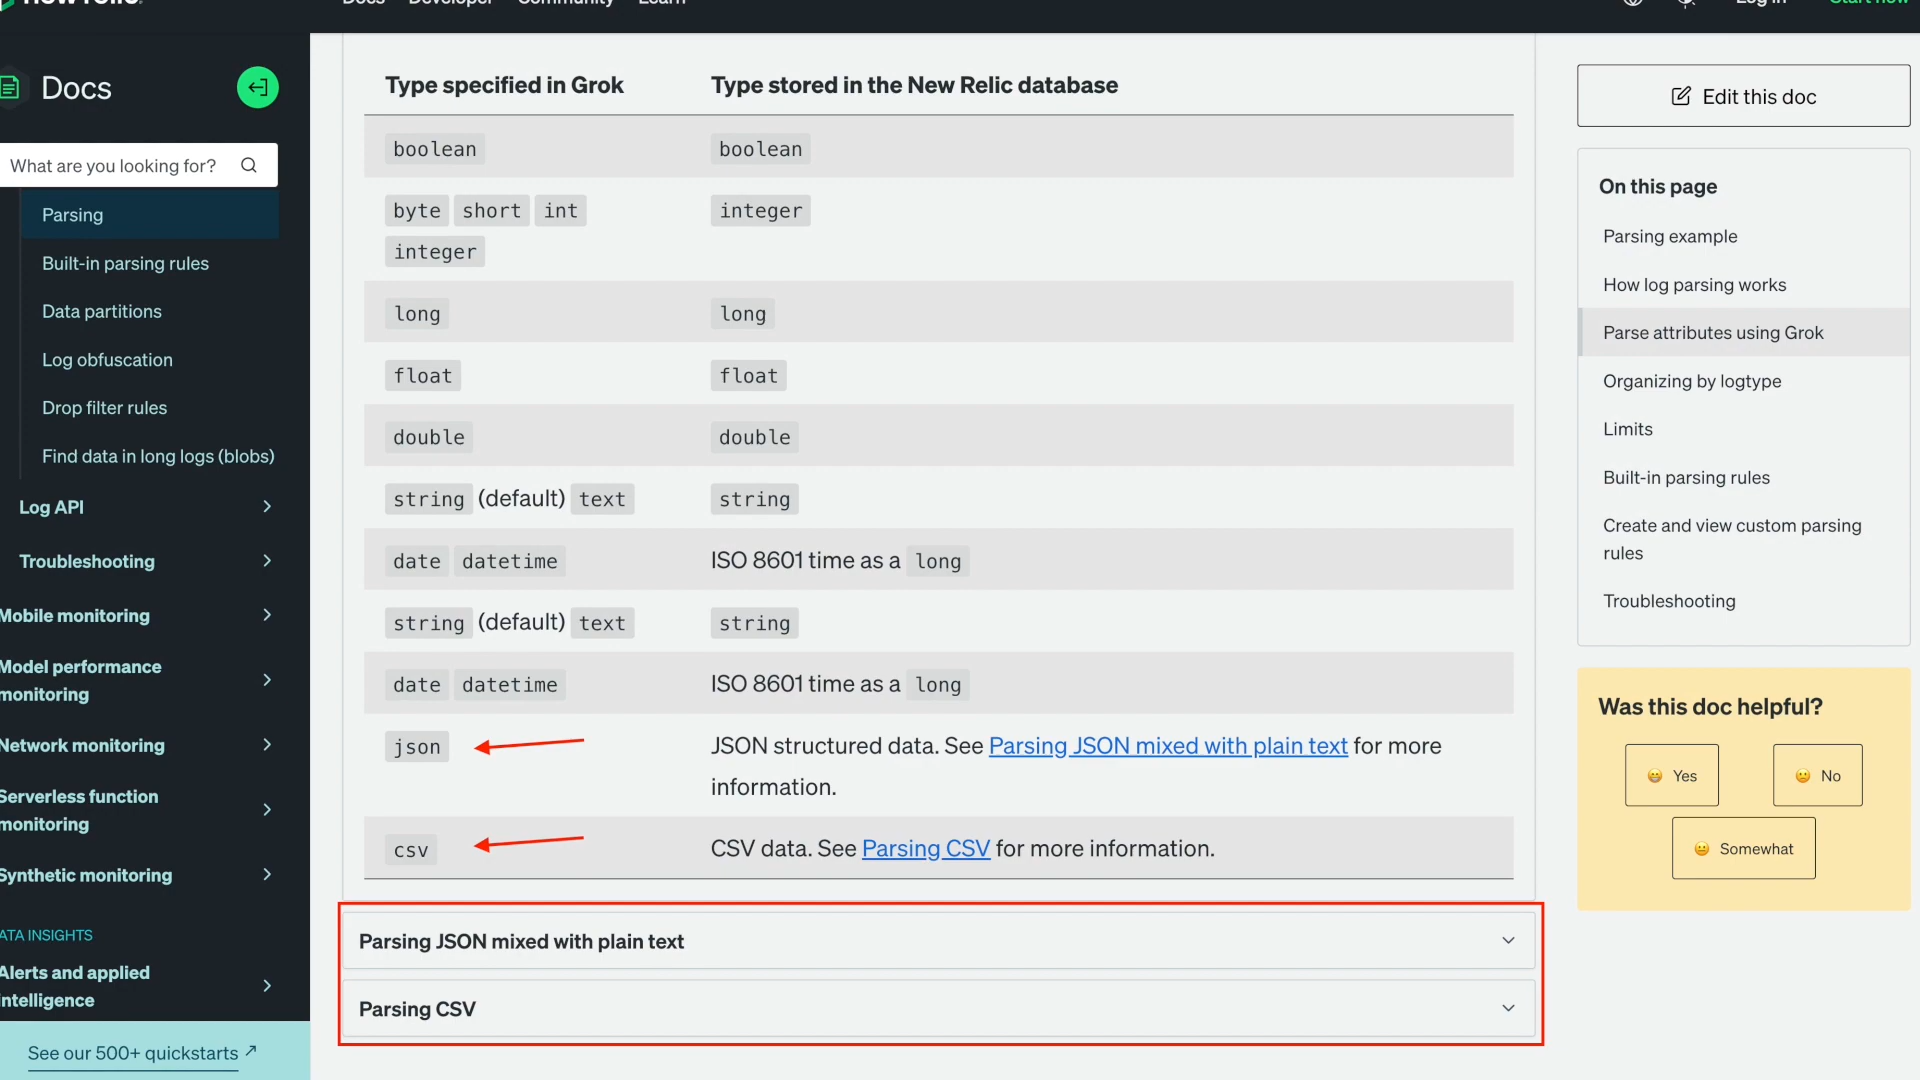 Docs Developer Community Learn
Log in
Start now
Docs
What are you looking for?
Parsing
Built-in parsing rules
Data partitions
Log obfuscation
Drop filter rules
Find data in long logs (blobs)
Log API
Troubleshooting
Mobile monitoring
Model performance
monitoring
Network monitoring
Serverless function
monitoring
Synthetic monitoring
ATA INSIGHTS
Alerts and applied
intelligence
See our 500+ quickstarts
Type specified in Grok Type stored in the New Relic database
boolean boolean
byte short int integer
integer
long long
float float
double double
string (default) text string
date datetime ISO 8601 time as a long
string (default) text string
date datetime ISO 8601 time as a long
json JSON structured data. See Parsing JSON mixed with plain text for more
information.
csv CSV data. See Parsing CSV for more information.
Parsing JSON mixed with plain text
Parsing CSV
Edit this doc
On this page
Parsing example
How log parsing works
Parse attributes using Grok
Organizing by logtype
Limits
Built-in parsing rules
Create and view custom parsing
rules
Troubleshooting
Was this doc helpful?
Yes No
Somewhat